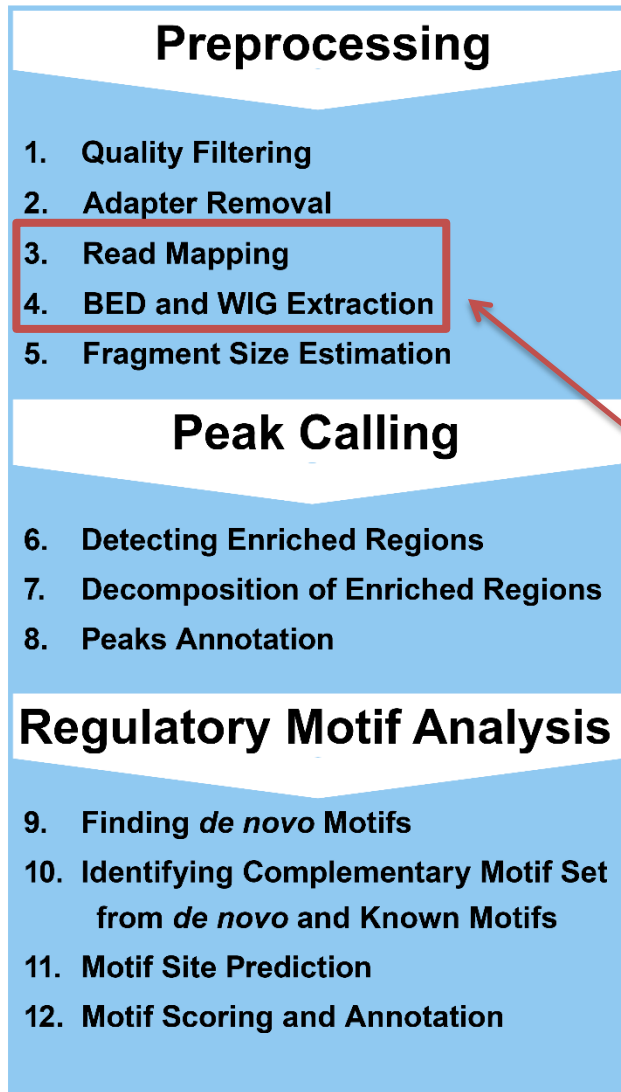 Preprocessing
1. Quality Filtering
2. Adapter Removal
3. Read Mapping
4. BED and WIG Extraction
5. Fragment Size Estimation
Peak Calling
6. Detecting Enriched Regions
7. Decomposition of Enriched Regions
8. Peaks Annotation
Regulatory Motif Analysis
9. Finding de novo Motifs
10. Identifying Complementary Motif Set
from de novo and Known Motifs
11. Motif Site Prediction
12. Motif Scoring and Annotation